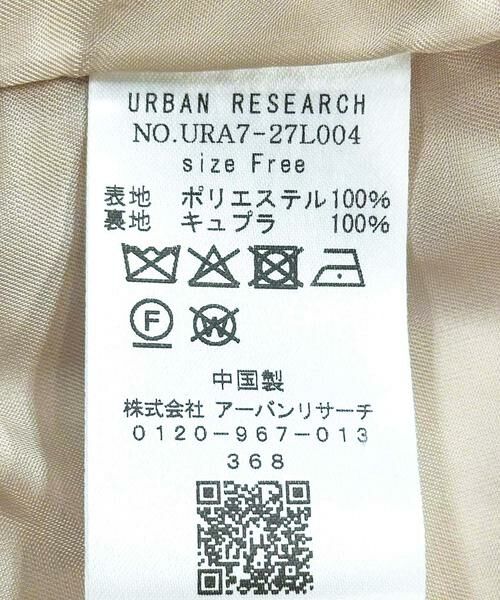 URBAN RESEARCH
NO.URA7-27L004
size Free
表地 ポリエステル100%
裏地 キュプラ 100%
F
W
中国製
株式会社 アーバンリサーチ
0120-967-013
368